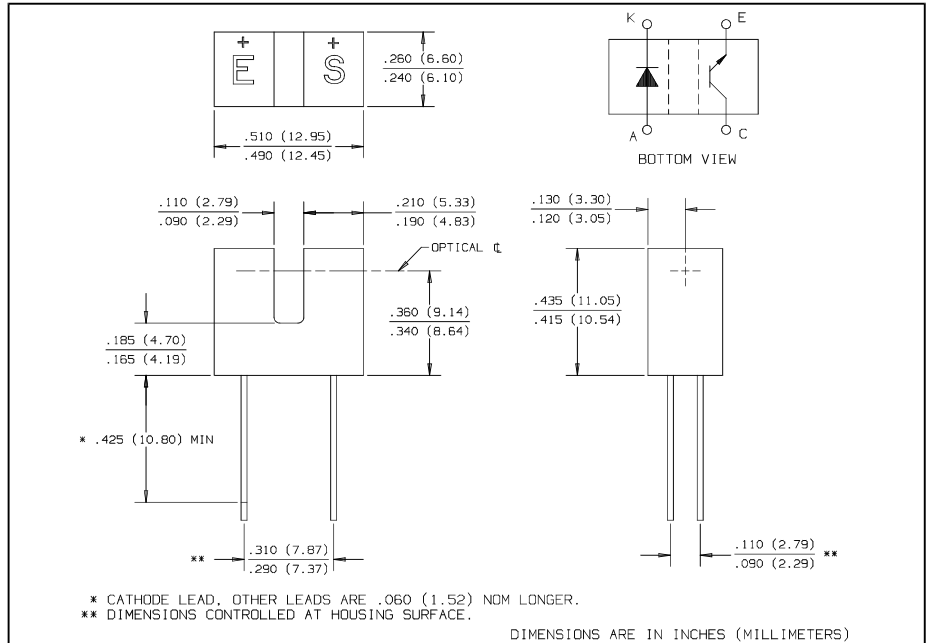 + +
E S
.260 (6.60)
.240 (6.10)
.510 (12.95)
.490 (12.45)
K E
A C
BOTTOM VIEW
.110 (2.79)
.090 (2.29)
.210 (5.33)
.190 (4.83)
.130 (3.30)
.120 (3.05)
OPTICAL ℄
.360 (9.14)
.340 (8.64)
.435 (11.05)
.415 (10.54)
.185 (4.70)
.165 (4.19)
* .425 (10.80) MIN
** .310 (7.87)
.290 (7.37)
.110 (2.79) **
.090 (2.29)
* CATHODE LEAD, OTHER LEADS ARE .060 (1.52) NOM LONGER.
** DIMENSIONS CONTROLLED AT HOUSING SURFACE.
DIMENSIONS ARE IN INCHES (MILLIMETERS)